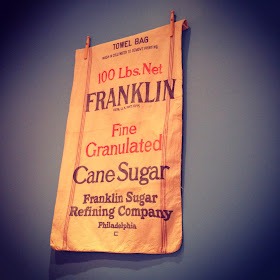 TOWEL BAG
100 Lbs. Net
FRANKLIN
Fine
Granulated
Cane Sugar
Franklin Sugar
Refining Company
Philadelphia
C